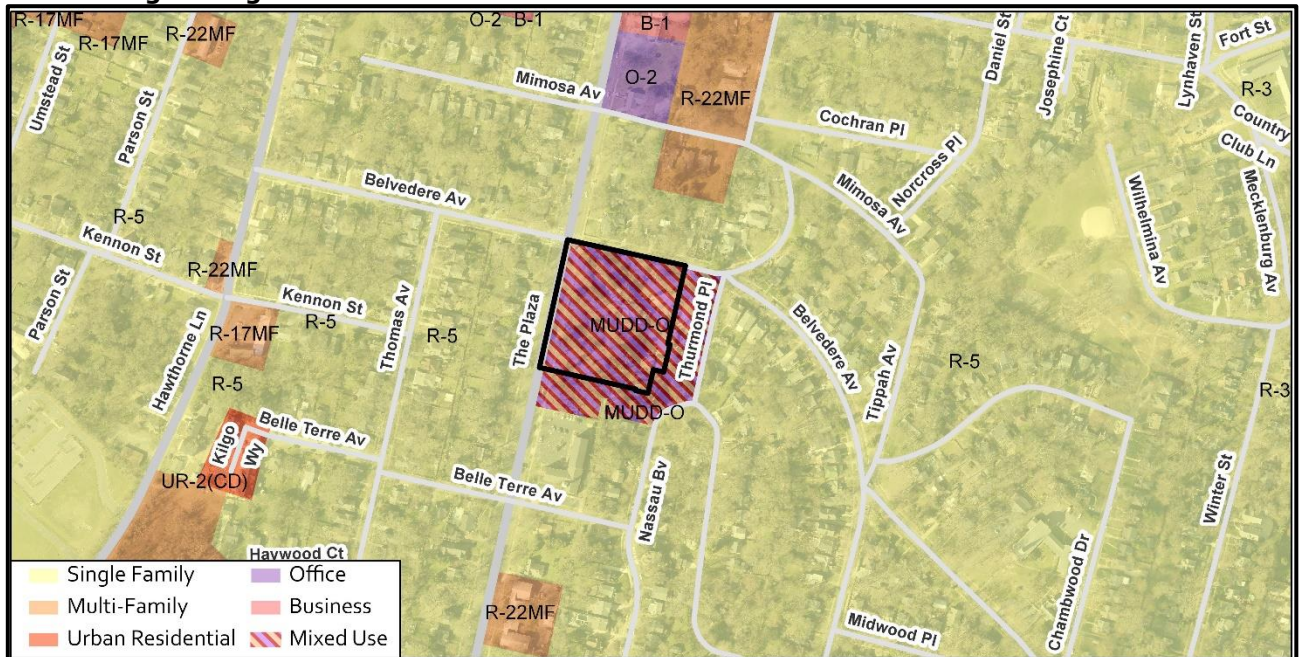 R-17MF
R-17MF
R-22MF
O-2
B-1
B-1
O-2
R-22MF
R-3
Umstead St
Parson St
Mimosa Av
Daniel St
Josephine Ct
Lynhaven St
Fort St
Country Club Ln
Cochran Pl
Norcross Pl
Mimosa Av
Wilhelmina Av
Mecklenburg Av
Belvedere Av
R-5
Kennon St
R-22MF
Kennon St
R-5
Parson St
R-17MF
Hawthorne Ln
Thomas Av
R-5
The Plaza
MUDD-O
Thurmond Pl
Belvedere Av
Tippah Av
R-5
R-5
R-3
MUDD-O
Belle Terre Av
Kilgo Wy
UR-2(CD)
Belle Terre Av
Nassau Bv
Winter St
Haywood Ct
R-22MF
Chambwood Dr
Midwood Pl
Single Family
Office
Multi-Family
Business
Urban Residential
Mixed Use